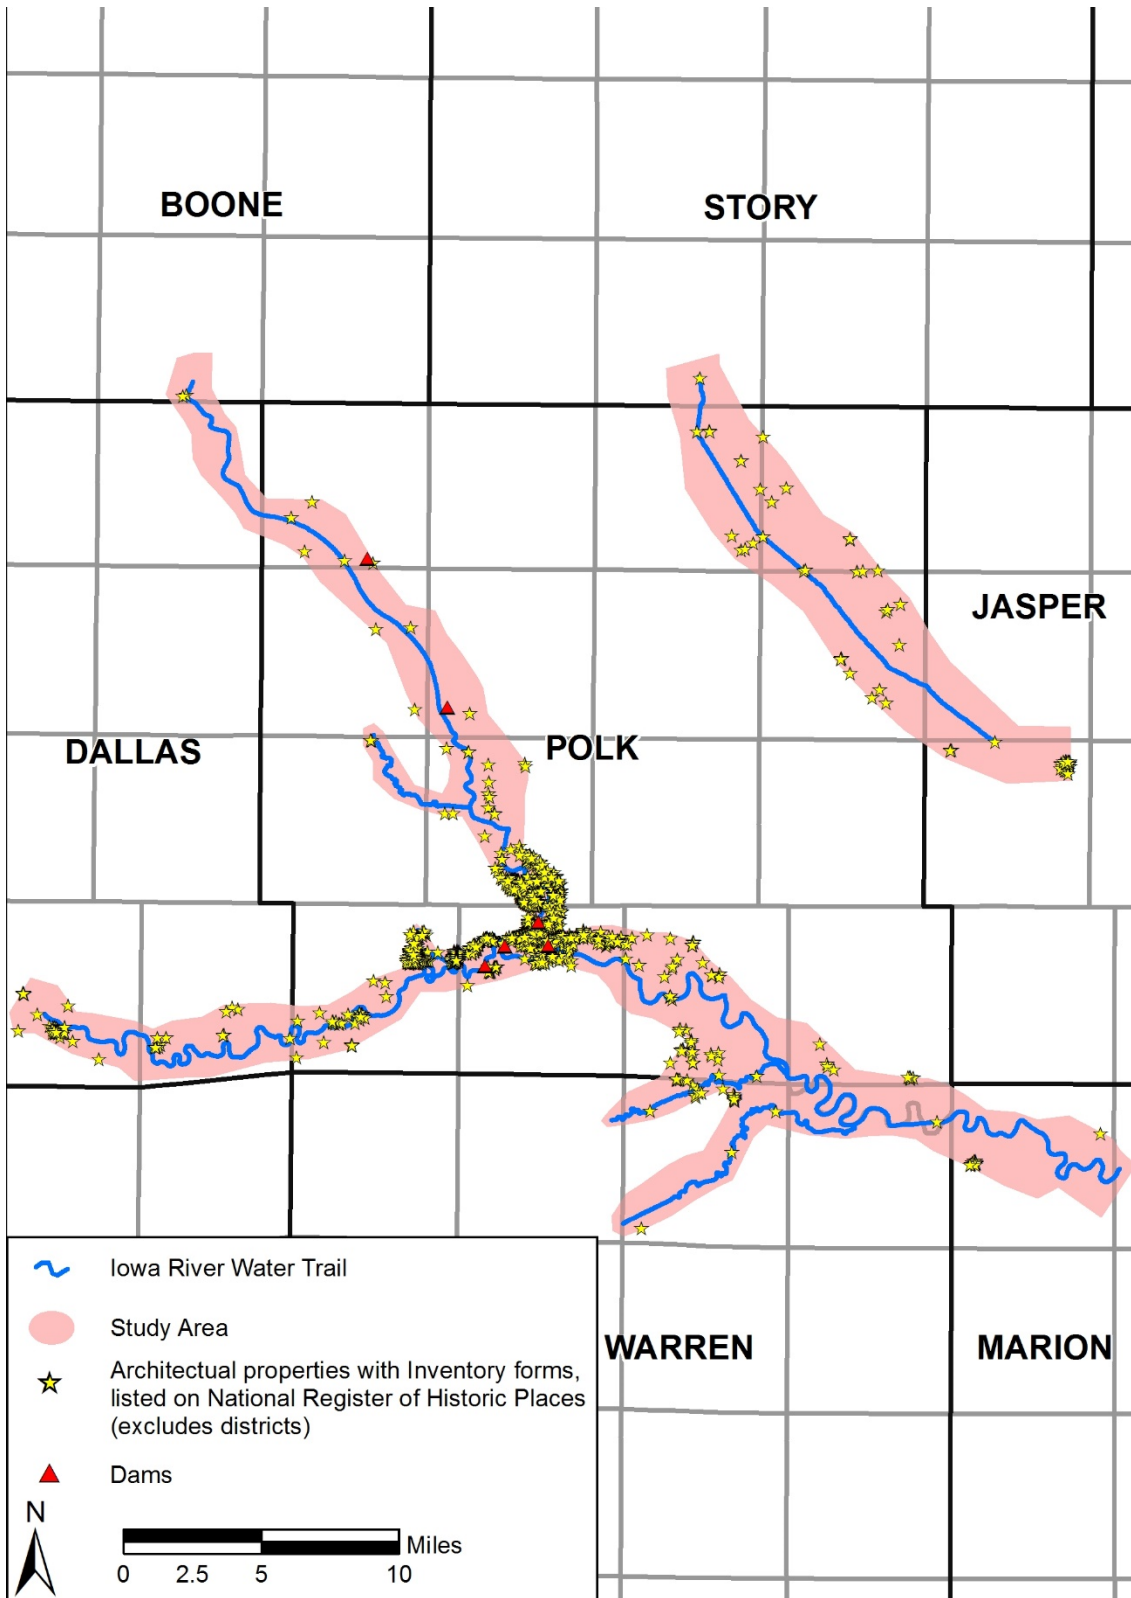 BOONE
STORY
JASPER
DALLAS
POLK
WARREN
MARION
Iowa River Water Trail
Study Area
Architectual properties with Inventory forms,
listed on National Register of Historic Places
(excludes districts)
Dams
N
Miles
0 2.5 5 10